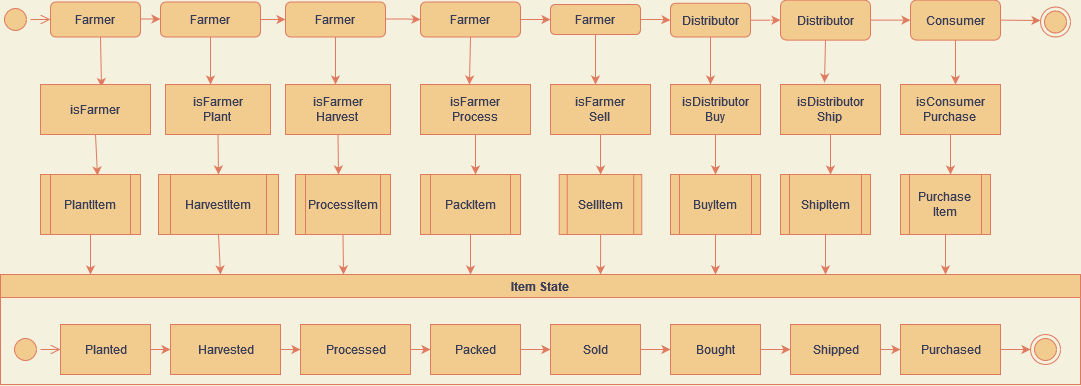 Farmer
Farmer
Farmer
Farmer
Farmer
Distributor
Distributor
Consumer
isFarmer
isFarmer
Plant
isFarmer
Harvest
isFarmer
Process
isFarmer
Sell
isDistributor
Buy
isDistributor
Ship
isConsumer
Purchase
PlantItem
HarvestItem
ProcessItem
PackItem
SellItem
BuyItem
ShipItem
Purchase
Item
Item State
Planted
Harvested
Processed
Packed
Sold
Bought
Shipped
Purchased